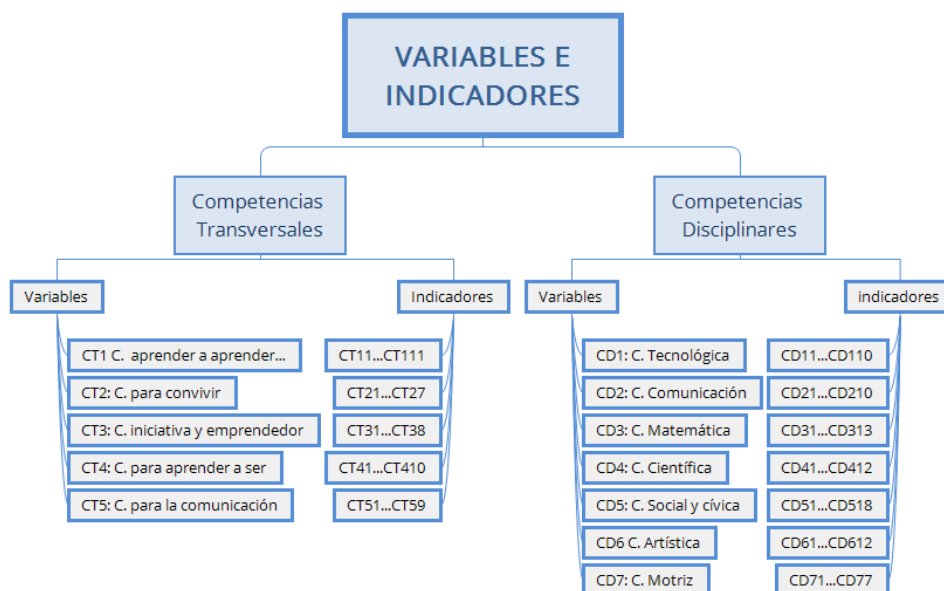 VARIABLES E
INDICADORES
Competencias
Transversales
Competencias
Disciplinares
Variables
Indicadores
Variables
indicadores
CT1 C. aprender a aprender...
CT11...CT111
CT2: C. para convivir
CT21...CT27
CT3: C. iniciativa y emprendedor
CT31...CT38
CT4: C. para aprender a ser
CT41...CT410
CT5: C. para la comunicación
CT51...CT59
CD1: C. Tecnológica
CD11...CD110
CD2: C. Comunicación
CD21...CD210
CD3: C. Matemática
CD31...CD313
CD4: C. Científica
CD41...CD412
CD5: C. Social y cívica
CD51...CD518
CD6 C. Artística
CD61...CD612
CD7: C. Motriz
CD71...CD77